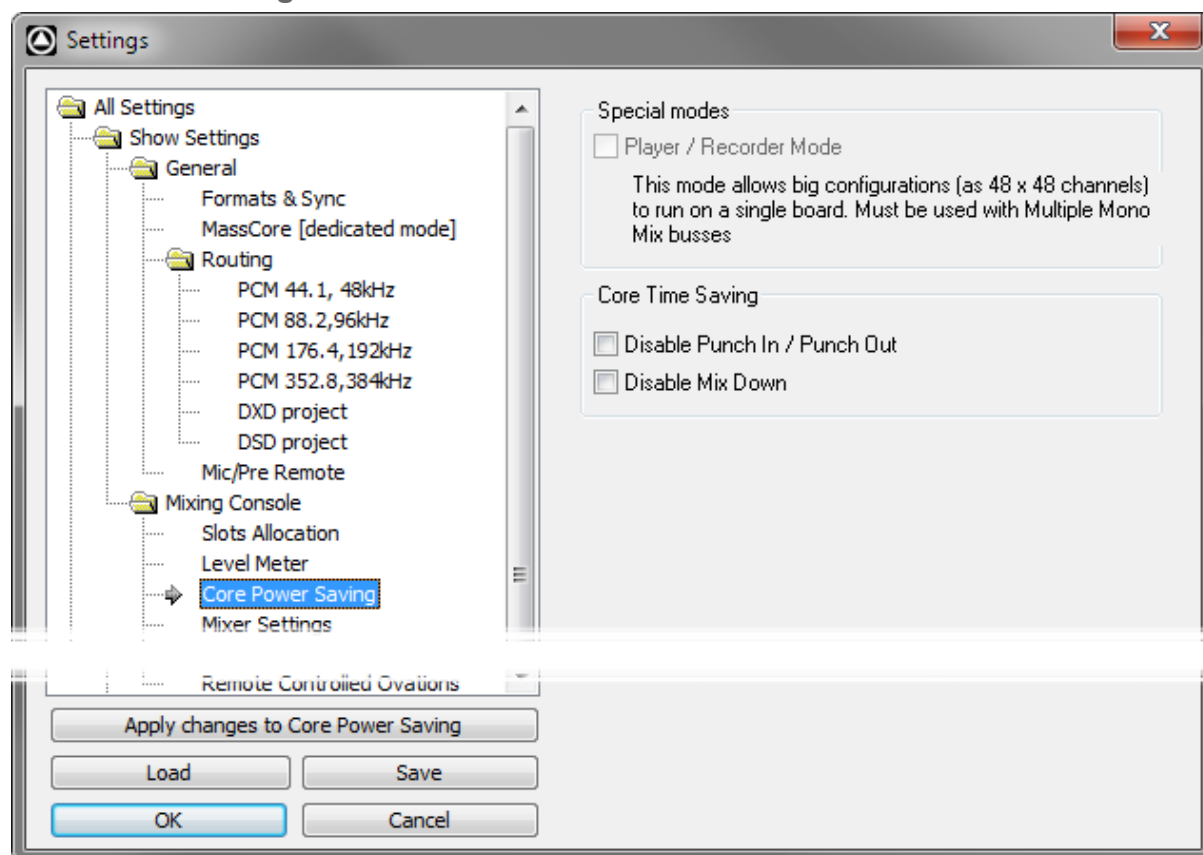 Settings
All Settings
Show Settings
General
Formats & Sync
MassCore [dedicated mode]
Routing
PCM 44.1, 48kHz
PCM 88.2,96kHz
PCM 176.4,192kHz
PCM 352.8,384kHz
DXD project
DSD project
Mic/Pre Remote
Mixing Console
Slots Allocation
Level Meter
Core Power Saving
Mixer Settings
Remote Controlled Ovations
Apply changes to Core Power Saving
Load Save
OK Cancel
Special modes
Player / Recorder Mode
This mode allows big configurations (as 48 x 48 channels)
to run on a single board. Must be used with Multiple Mono
Mix busses
Core Time Saving
Disable Punch In / Punch Out
Disable Mix Down